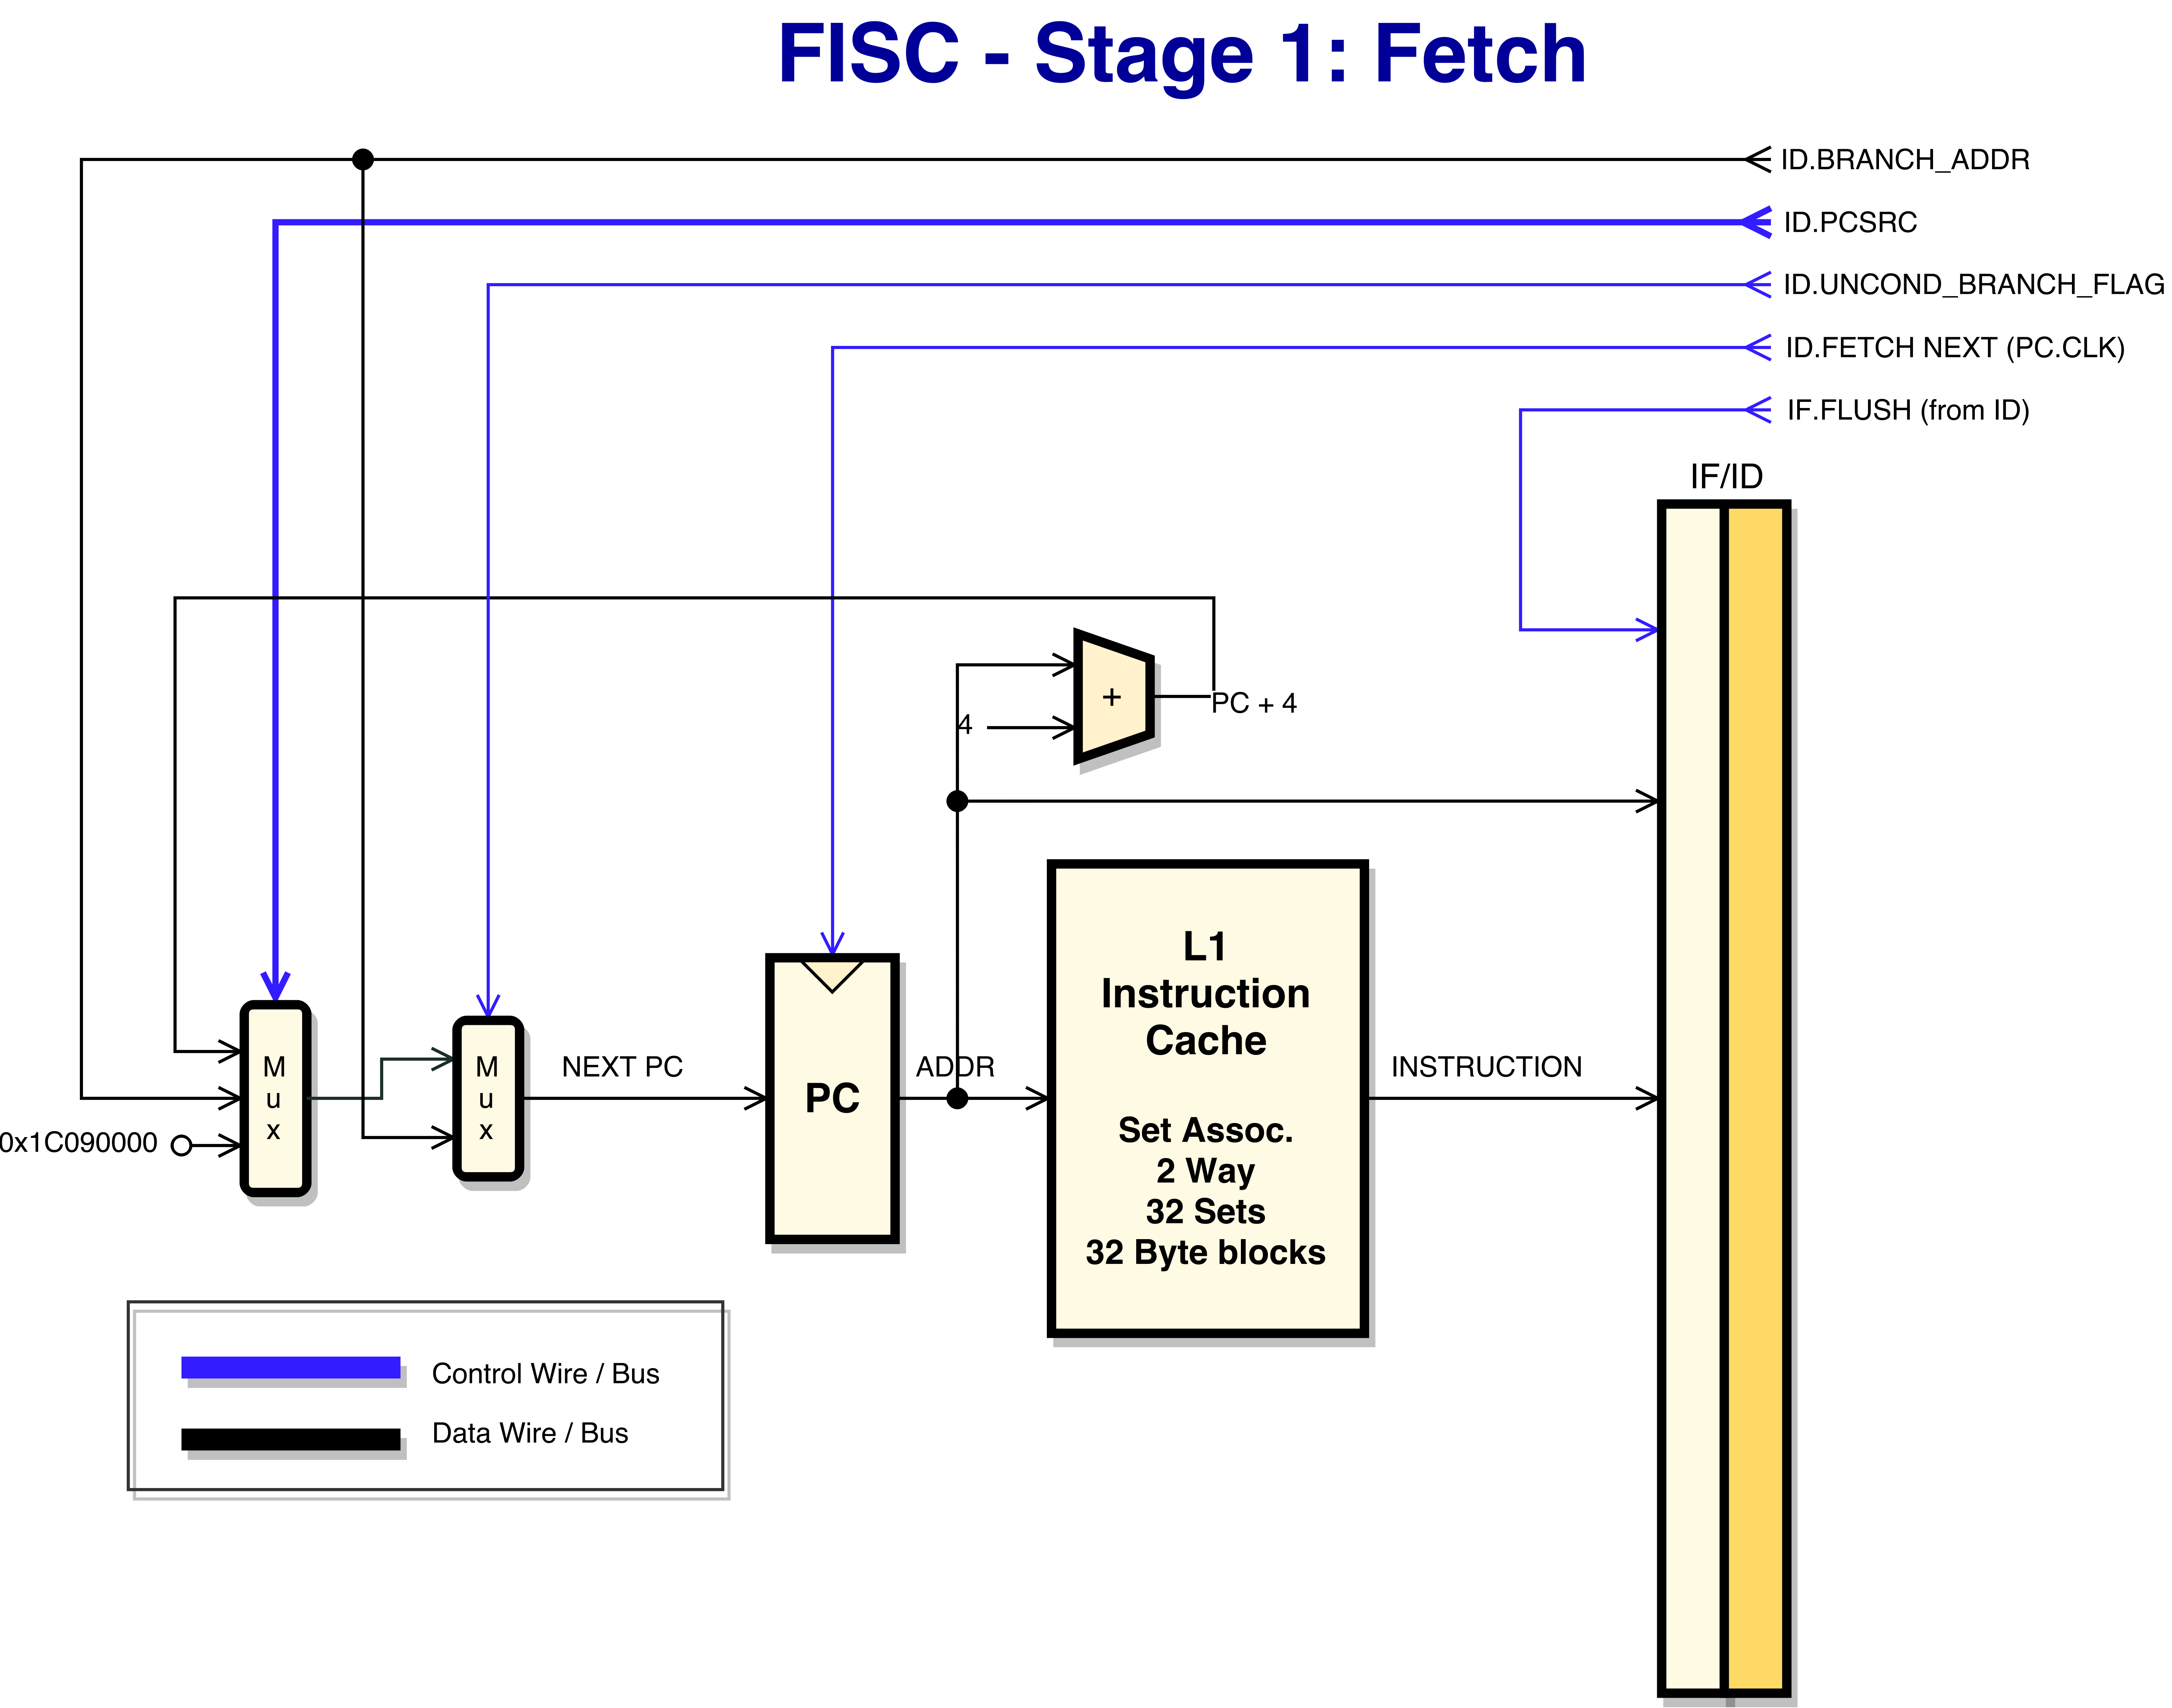 FISC - Stage 1: Fetch
ID.BRANCH_ADDR
ID.PCSRC
ID.UNCOND_BRANCH_FLAG
ID.FETCH NEXT (PC.CLK)
IF.FLUSH (from ID)
IF/ID
+
4
PC + 4
M
u
x
0x1C090000
M
u
x
NEXT PC
PC
ADDR
L1
Instruction
Cache
Set Assoc.
2 Way
32 Sets
32 Byte blocks
INSTRUCTION
Control Wire / Bus
Data Wire / Bus